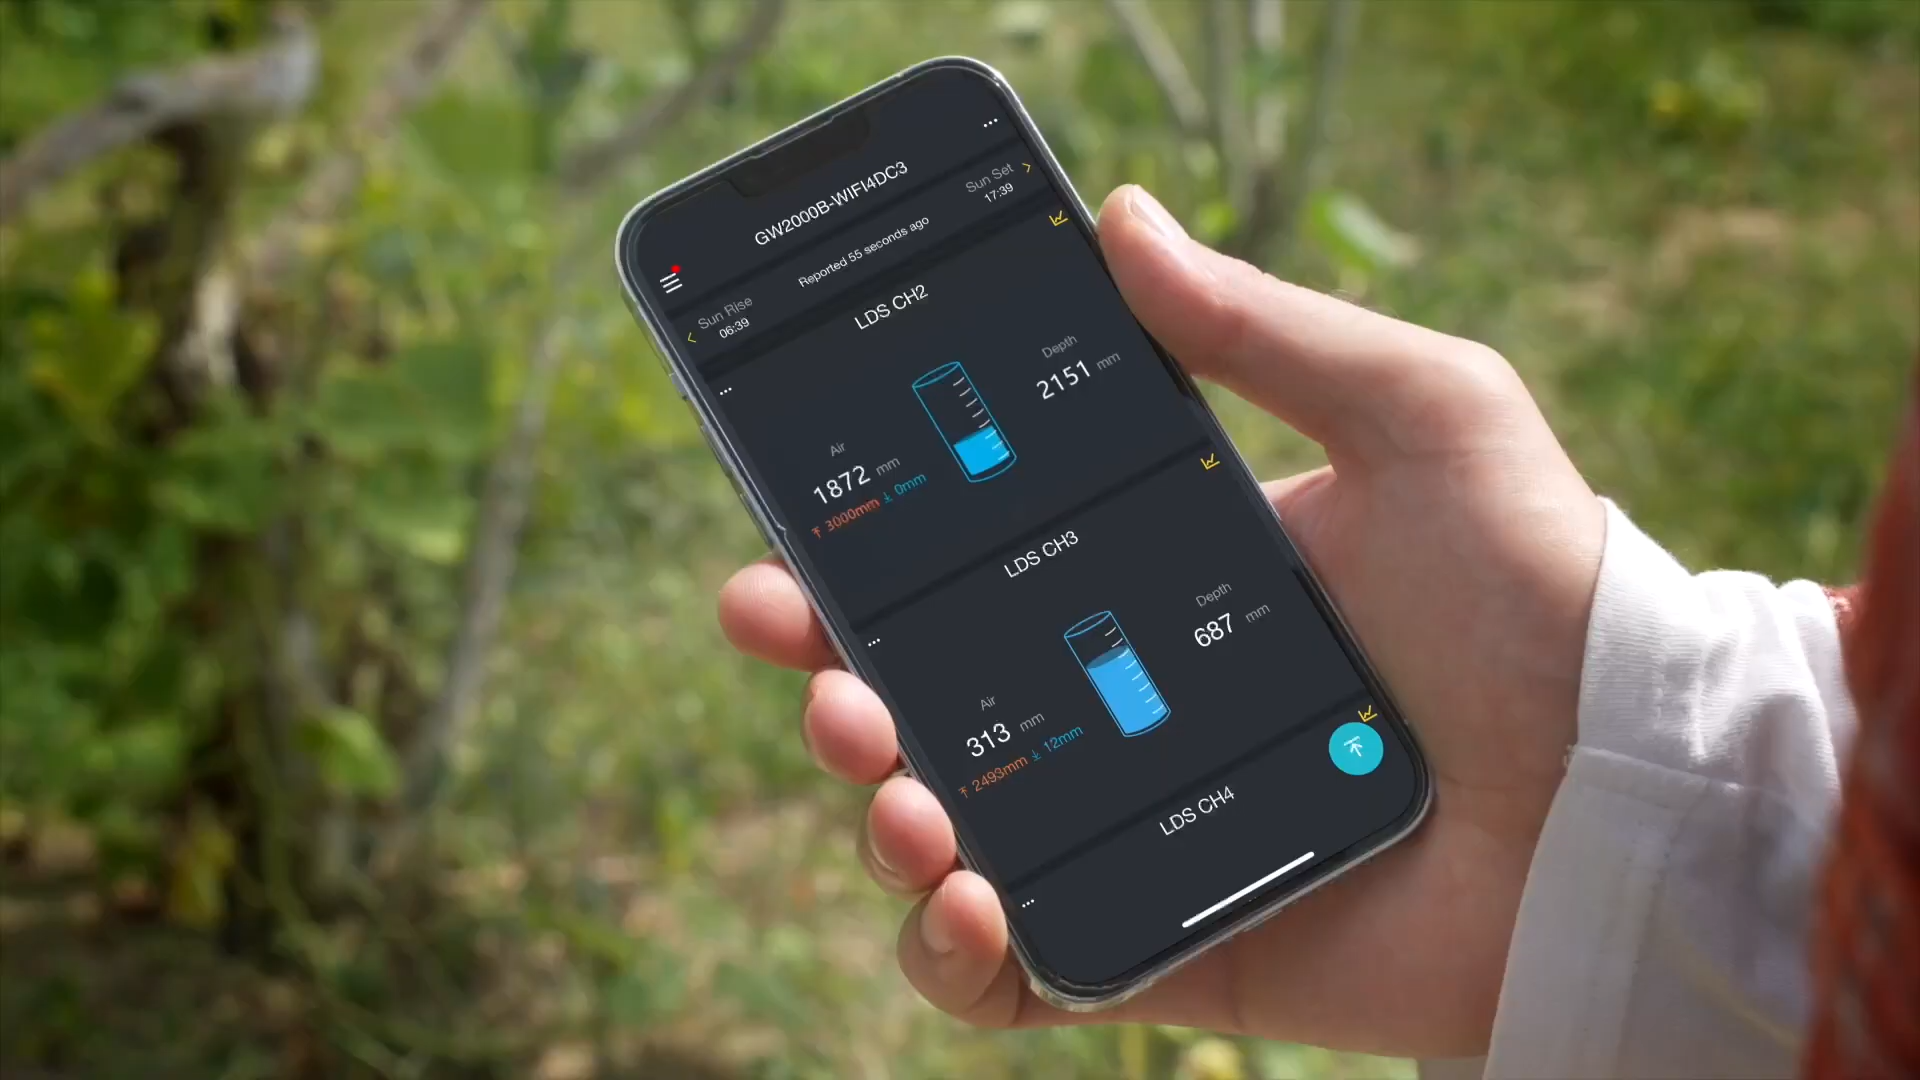 GW2000B-WIFI4DC3
Sun Rise
06:39
Reported 55 seconds ago
Sun Set
17:39
LDS CH2
Air
1872 mm
3000mm 0mm
Depth
2151 mm
LDS CH3
Air
313 mm
2493mm 12mm
Depth
687 mm
LDS CH4